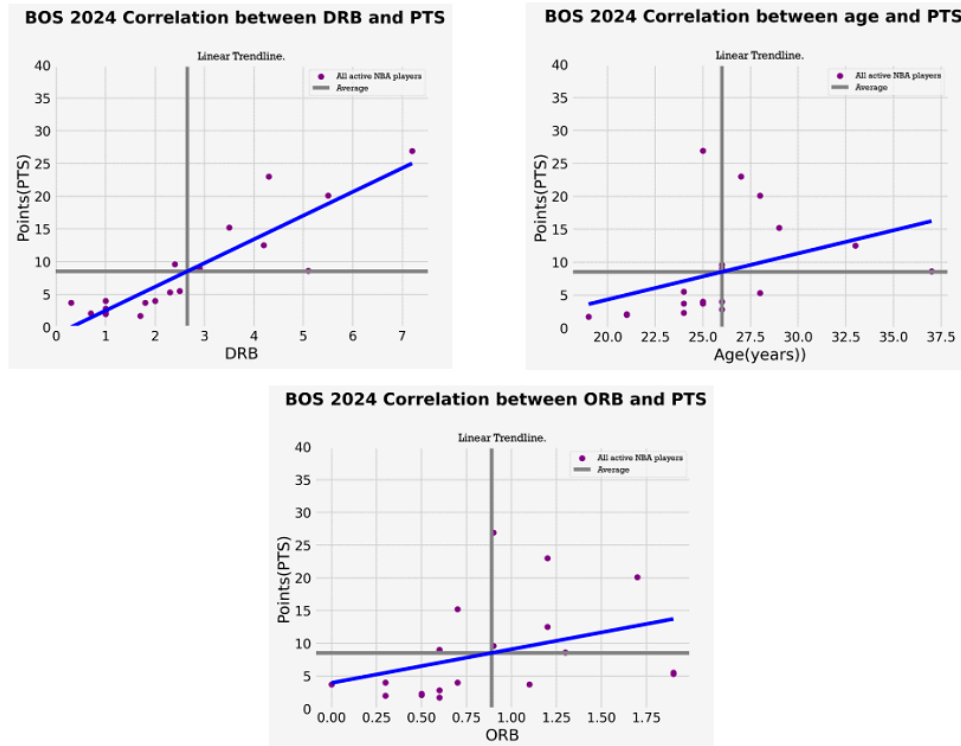 BOS 2024 Correlation between DRB and PTS
Linear Trendline.
All active NBA players
Average
40
35
30
25
20
15
10
5
0
Points(PTS)
0 1 2 3 4 5 6 7
DRB
BOS 2024 Correlation between age and PTS
Linear Trendline.
All active NBA players
Average
40
35
30
25
20
15
10
5
0
Points(PTS)
20.0 22.5 25.0 27.5 30.0 32.5 35.0 37.5
Age(years))
BOS 2024 Correlation between ORB and PTS
Linear Trendline.
All active NBA players
Average
40
35
30
25
20
15
10
5
0
Points(PTS)
0.00 0.25 0.50 0.75 1.00 1.25 1.50 1.75
ORB